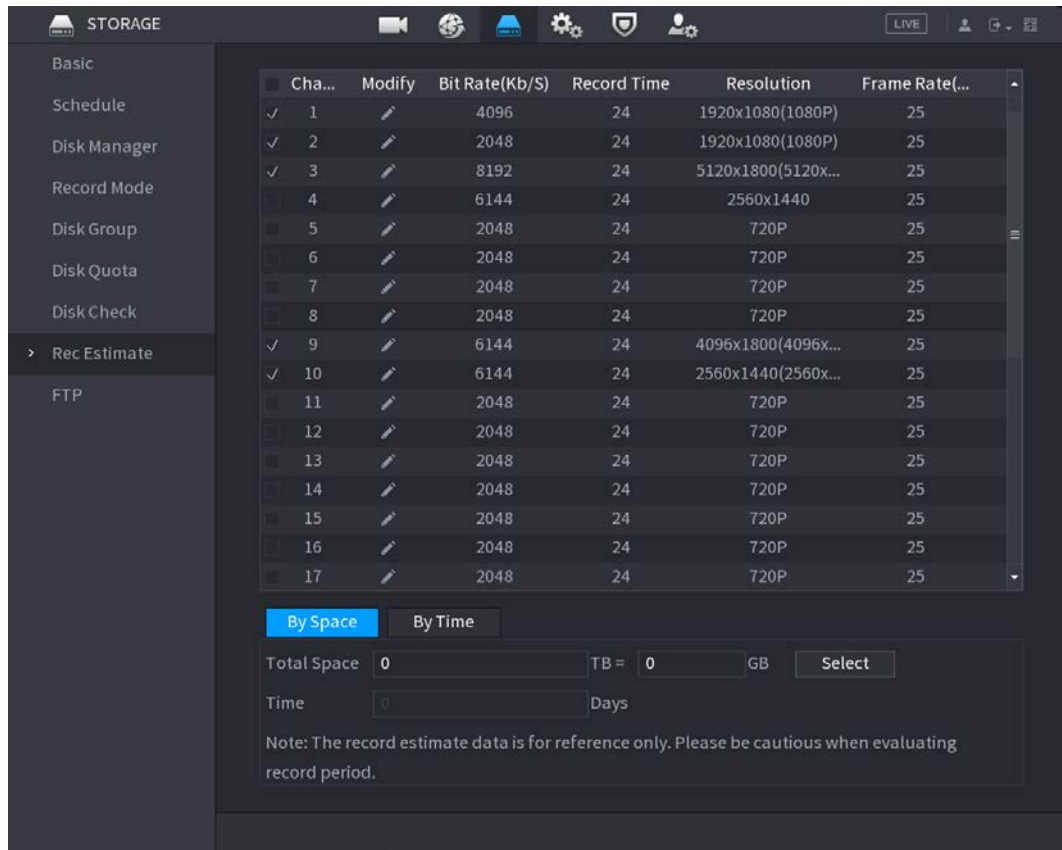 STORAGE
LIVE
Basic
Schedule
Disk Manager
Record Mode
Disk Group
Disk Quota
Disk Check
Rec Estimate
FTP
Cha... Modify Bit Rate(Kb/S) Record Time Resolution Frame Rate(...
1 4096 24 1920x1080(1080P) 25
2 2048 24 1920x1080(1080P) 25
3 8192 24 5120x1800(5120x... 25
4 6144 24 2560x1440 25
5 2048 24 720P 25
6 2048 24 720P 25
7 2048 24 720P 25
8 2048 24 720P 25
9 6144 24 4096x1800(4096x... 25
10 6144 24 2560x1440(2560x... 25
11 2048 24 720P 25
12 2048 24 720P 25
13 2048 24 720P 25
14 2048 24 720P 25
15 2048 24 720P 25
16 2048 24 720P 25
17 2048 24 720P 25
By Space By Time
Total Space 0 TB = 0 GB Select
Time 0 Days
Note: The record estimate data is for reference only. Please be cautious when evaluating
record period.